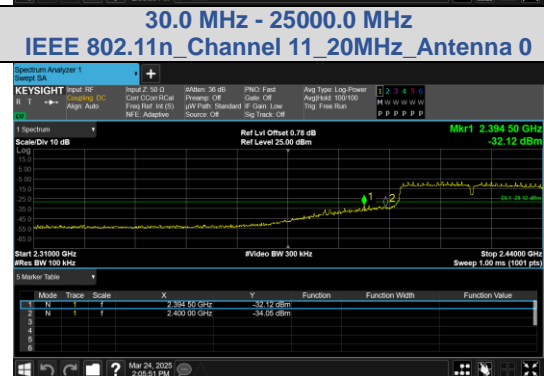 30.0 MHz - 25000.0 MHz
IEEE 802.11n_Channel 11_20MHz_Antenna 0
Spectrum Analyzer 1
Swept SA
+
KEYSIGHT Input: RF Input Z: 50 Ω #Atten: 36 dB PNO: Fast Avg Type: Log-Power 1 2 3 4 5 6
R T Coupling: DC Corr CCorr RCal Preamp: Off Gate: Off Avg|Hold: 100/100 M W W W W W
Align: Auto Freq Ref: Int (S) µW Path: Standard IF Gain: Low Trig: Free Run
NFE: Adaptive Source: Off Sig Track: Off P P P P P P
1 Spectrum Ref Lvl Offset 0.78 dB Mkr1 2.394 50 GHz
Scale/Div 10 dB Ref Level 25.00 dBm -32.12 dBm
Log
15.0
5.00
-5.00
-15.0
1 2
-25.0
-35.0
-45.0
-55.0
-65.0
Start 2.31000 GHz #Video BW 300 kHz Stop 2.44000 GHz
#Res BW 100 kHz Sweep 1.00 ms (1001 pts)
5 Marker Table
Mode Trace Scale X Y Function Function Width Function Value
1 N 1 f 2.394 50 GHz -32.12 dBm
2 N 1 f 2.400 00 GHz -34.05 dBm
3
4
5
6
? Mar 24, 2025
2:05:51 PM